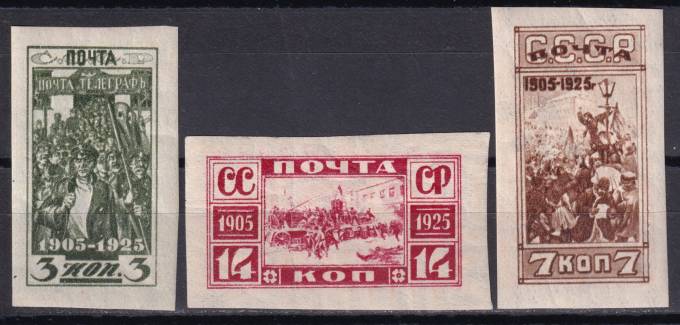 С.С.С.Р
ПОЧТА
ПОЧТА ТЕЛЕГРАФЪ
1905-1925
3 КОП. 3
ПОЧТА
СС СР
1905 1925
14 КОП 14
С.С.С.Р
ПОЧТА
1905-1925г
7 КОП 7